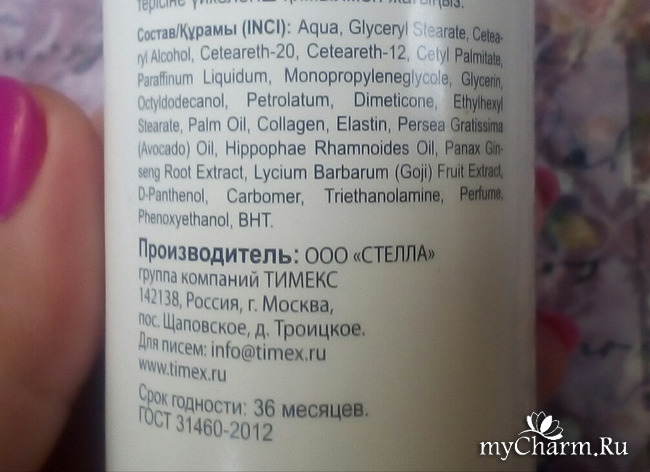 Состав/Құрамы (INCI): Aqua, Glyceryl Stearate, Cetea-
ryl Alcohol, Ceteareth-20, Ceteareth-12, Cetyl Palmitate,
Paraffinum Liquidum, Monopropyleneglycole, Glycerin,
Octyldodecanol, Petrolatum, Dimeticone, Ethylhexyl
Stearate, Palm Oil, Collagen, Elastin, Persea Gratissima
(Avocado) Oil, Hippophae Rhamnoides Oil, Panax Gin-
seng Root Extract, Lycium Barbarum (Goji) Fruit Extract,
D-Panthenol, Carbomer, Triethanolamine, Perfume,
Phenoxyethanol, BHT.
Производитель: ООО «СТЕЛЛА»
группа компаний ТИМЕКС
142138, Россия, г. Москва,
пос. Щаповское, д. Троицкое.
Для писем: info@timex.ru
www.timex.ru
Срок годности: 36 месяцев.
ГОСТ 31460-2012
myCharm.Ru